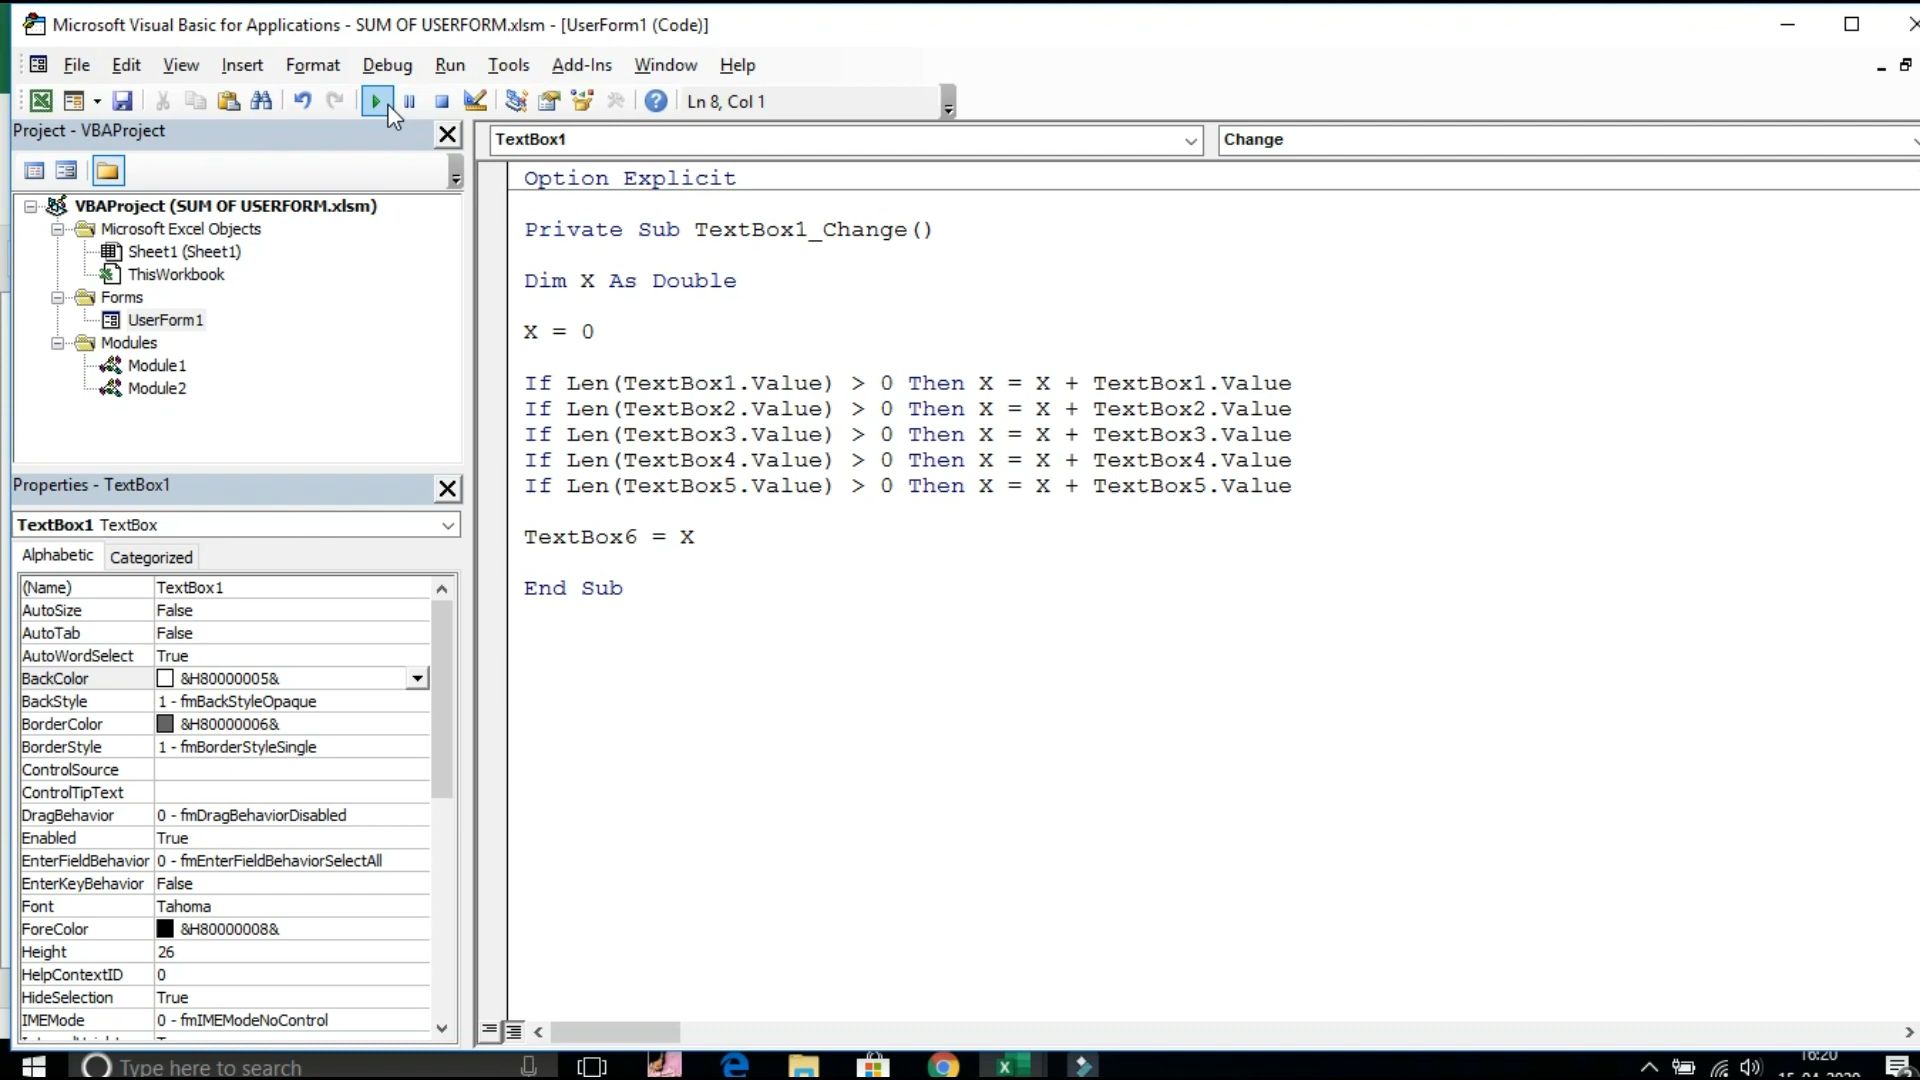 Microsoft Visual Basic for Applications - SUM OF USERFORM.xlsm - [UserForm1 (Code)]
File Edit View Insert Format Debug Run Tools Add-Ins Window Help
Ln 8, Col 1
Project - VBAProject
TextBox1
Change
VBAProject (SUM OF USERFORM.xlsm)
Microsoft Excel Objects
Sheet1 (Sheet1)
ThisWorkbook
Forms
UserForm1
Modules
Module1
Module2
Option Explicit
Private Sub TextBox1_Change()
Dim X As Double
X = 0
If Len(TextBox1.Value) > 0 Then X = X + TextBox1.Value
If Len(TextBox2.Value) > 0 Then X = X + TextBox2.Value
If Len(TextBox3.Value) > 0 Then X = X + TextBox3.Value
If Len(TextBox4.Value) > 0 Then X = X + TextBox4.Value
If Len(TextBox5.Value) > 0 Then X = X + TextBox5.Value
TextBox6 = X
End Sub
Properties - TextBox1
TextBox1 TextBox
Alphabetic Categorized
(Name) TextBox1
AutoSize False
AutoTab False
AutoWordSelect True
BackColor &H80000005&
BackStyle 1 - fmBackStyleOpaque
BorderColor &H80000006&
BorderStyle 1 - fmBorderStyleSingle
ControlSource
ControlTipText
DragBehavior 0 - fmDragBehaviorDisabled
Enabled True
EnterFieldBehavior 0 - fmEnterFieldBehaviorSelectAll
EnterKeyBehavior False
Font Tahoma
ForeColor &H80000008&
Height 26
HelpContextID 0
HideSelection True
IMEMode 0 - fmIMEModeNoControl
Type here to search
16:20